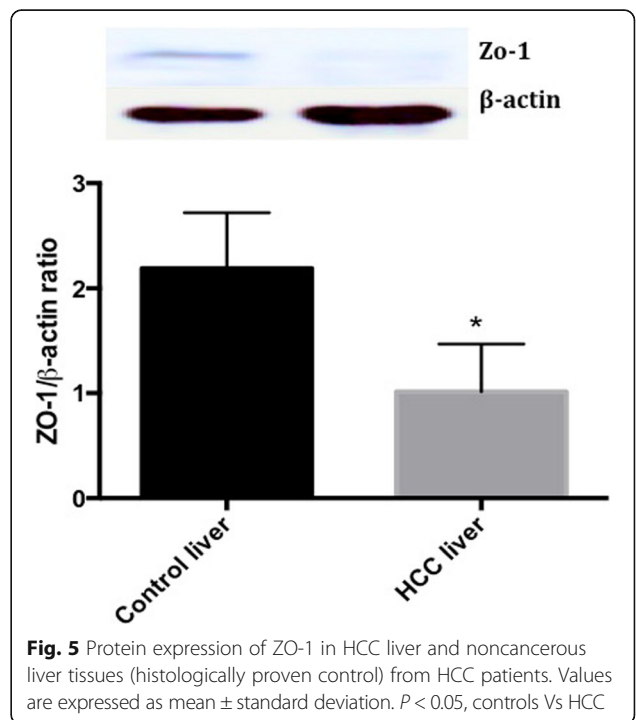 Zo-1
β-actin
3
2
1
0
ZO-1/β-actin ratio
*
Control liver
HCC liver
Fig. 5 Protein expression of ZO-1 in HCC liver and noncancerous
liver tissues (histologically proven control) from HCC patients. Values
are expressed as mean ± standard deviation. P < 0.05, controls Vs HCC